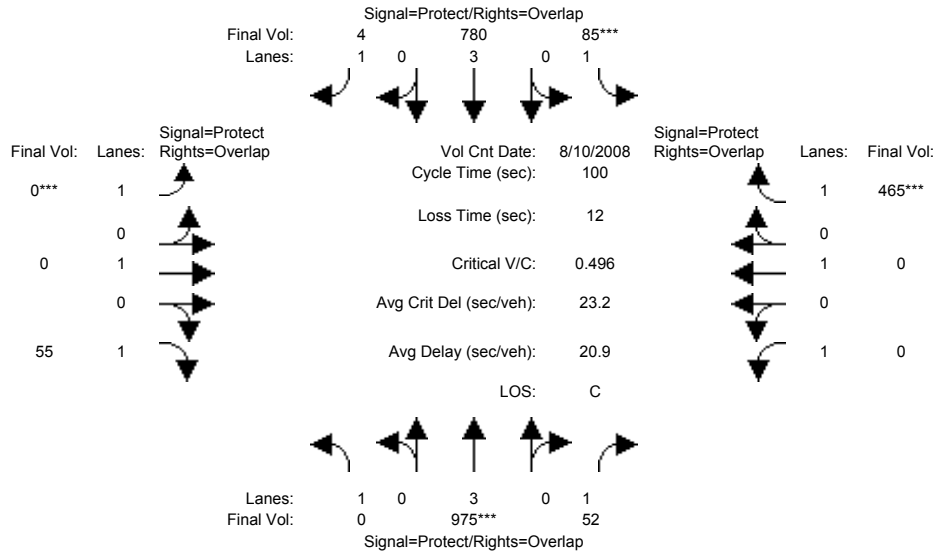 Signal=Protect/Rights=Overlap
Final Vol: 4 780 85***
Lanes: 1 0 3 0 1
Signal=Protect
Final Vol: Lanes: Rights=Overlap
Vol Cnt Date: 8/10/2008
Signal=Protect
Rights=Overlap Lanes: Final Vol:
Cycle Time (sec): 100
0*** 1
1 465***
Loss Time (sec): 12
0
0
0 1
Critical V/C: 0.496
1 0
0
Avg Crit Del (sec/veh): 23.2
0
55 1
Avg Delay (sec/veh): 20.9
1 0
LOS: C
Lanes: 1 0 3 0 1
Final Vol: 0 975*** 52
Signal=Protect/Rights=Overlap